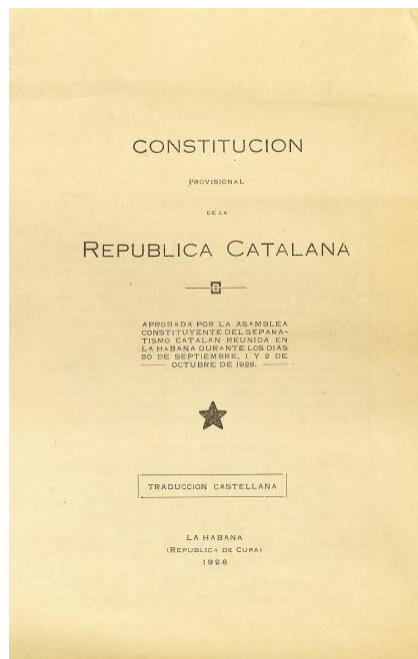 CONSTITUCION
PROVISIONAL
DE LA
REPUBLICA CATALANA
APROBADA POR LA ASAMBLEA
CONSTITUYENTE DEL SEPARA-
TISMO CATALAN REUNIDA EN
LA HABANA DURANTE LOS DIAS
30 DE SEPTIEMBRE, 1 Y 2 DE
OCTUBRE DE 1928.
TRADUCCION CASTELLANA
LA HABANA
(REPUBLICA DE CUBA)
1928